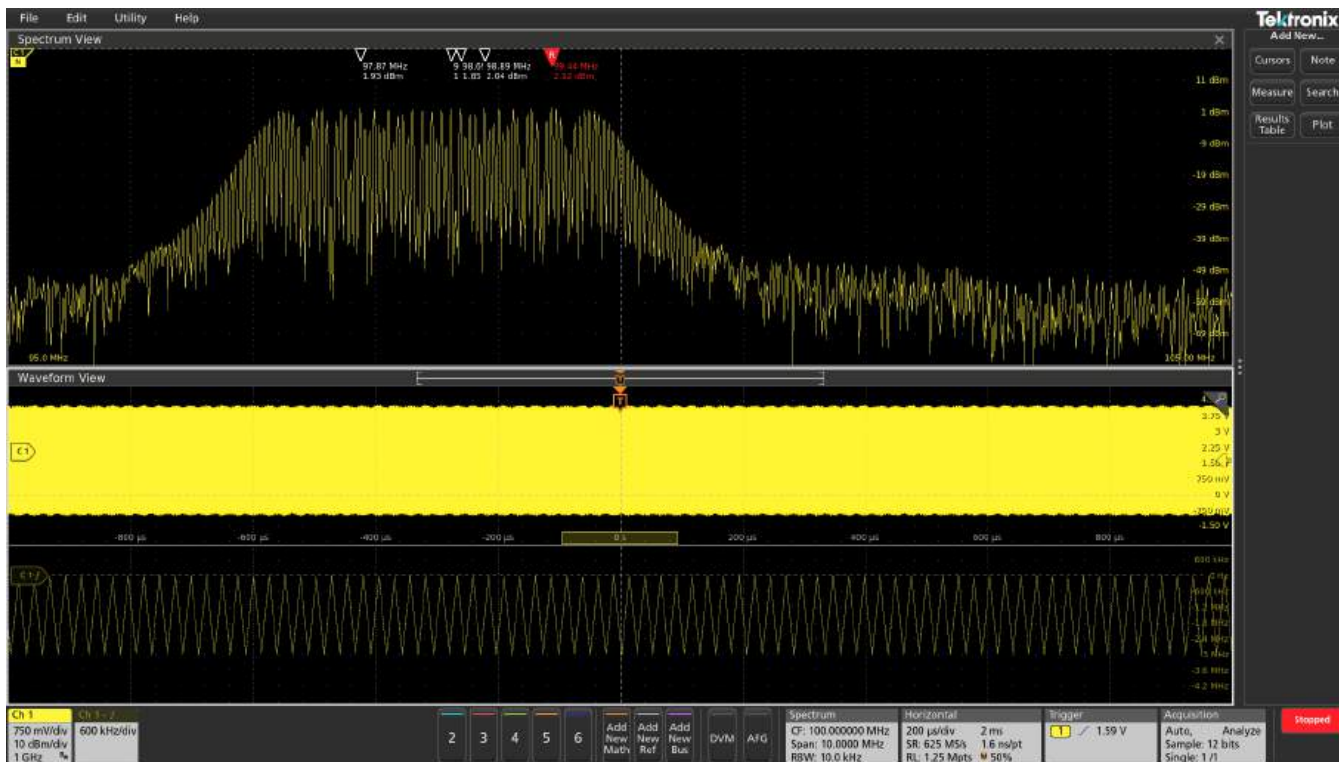 File Edit Utility Help
Tektronix
Add New...
Spectrum View
C1
N
97.87 MHz
1.93 dBm
98.89 MHz
2.04 dBm
R
11 dBm
1 dBm
-9 dBm
-19 dBm
-29 dBm
-39 dBm
-49 dBm
95.0 MHz
Cursors Note
Measure Search
Results Table Plot
Waveform View
T
C1
3 V
2.25 V
750 mV
0 V
-750 mV
-1.50 V
-800 µs -600 µs -400 µs -200 µs 0 s 200 µs 400 µs 600 µs 800 µs
600 kHz
-3.6 MHz
-4.2 MHz
Ch 1
750 mV/div
10 dBm/div
1 GHz
600 kHz/div
2 3 4 5 6
Add New Math
Add New Ref
Add New Bus
DVM AFG
Spectrum
CF: 100.000000 MHz
Span: 10.0000 MHz
RBW: 10.0 kHz
Horizontal
200 µs/div 2 ms
SR: 625 MS/s 1.6 ns/pt
RL: 1.25 Mpts 50%
Trigger
1 1.59 V
Acquisition
Auto, Analyze
Sample: 12 bits
Single: 1 /1
Stopped